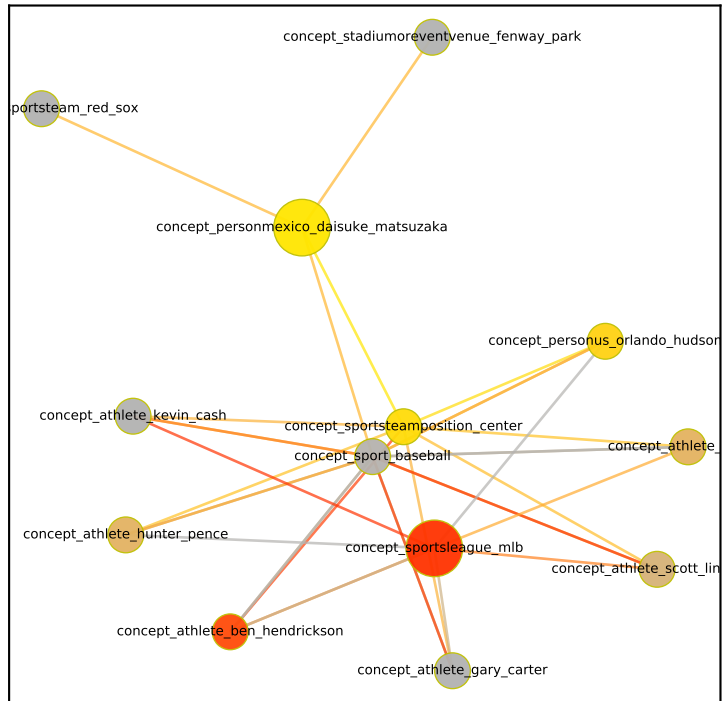 concept_stadiumoreventvenue_fenway_park
sportsteam_red_sox
concept_personmexico_daisuke_matsuzaka
concept_personus_orlando_hudson
concept_athlete_kevin_cash
concept_sportsteamposition_center
concept_athlete_
concept_sport_baseball
concept_athlete_hunter_pence
concept_sportsleague_mlb
concept_athlete_scott_lin
concept_athlete_ben_hendrickson
concept_athlete_gary_carter